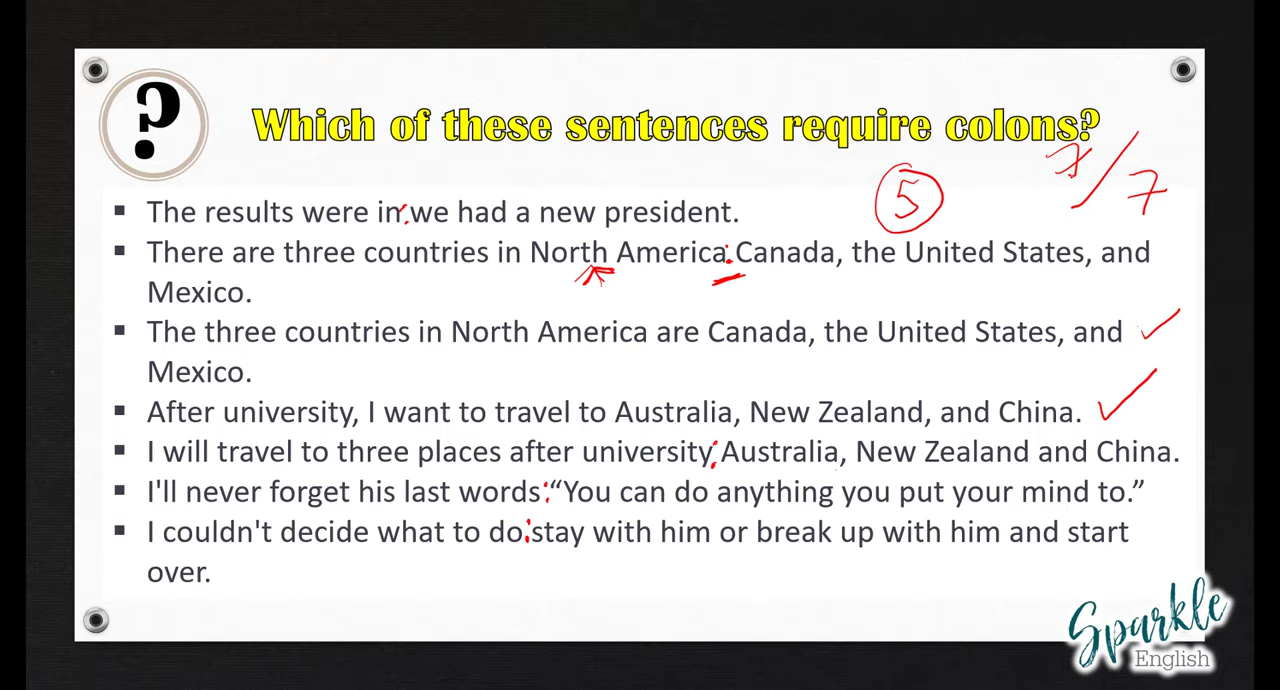 ?
Which of these sentences require colons?
7/7
5
▪ The results were in:we had a new president.
▪ There are three countries in North America:Canada, the United States, and
Mexico.
▪ The three countries in North America are Canada, the United States, and
Mexico.
▪ After university, I want to travel to Australia, New Zealand, and China.
▪ I will travel to three places after university:Australia, New Zealand and China.
▪ I'll never forget his last words:“You can do anything you put your mind to.”
▪ I couldn't decide what to do:stay with him or break up with him and start
over.
Sparkle
English